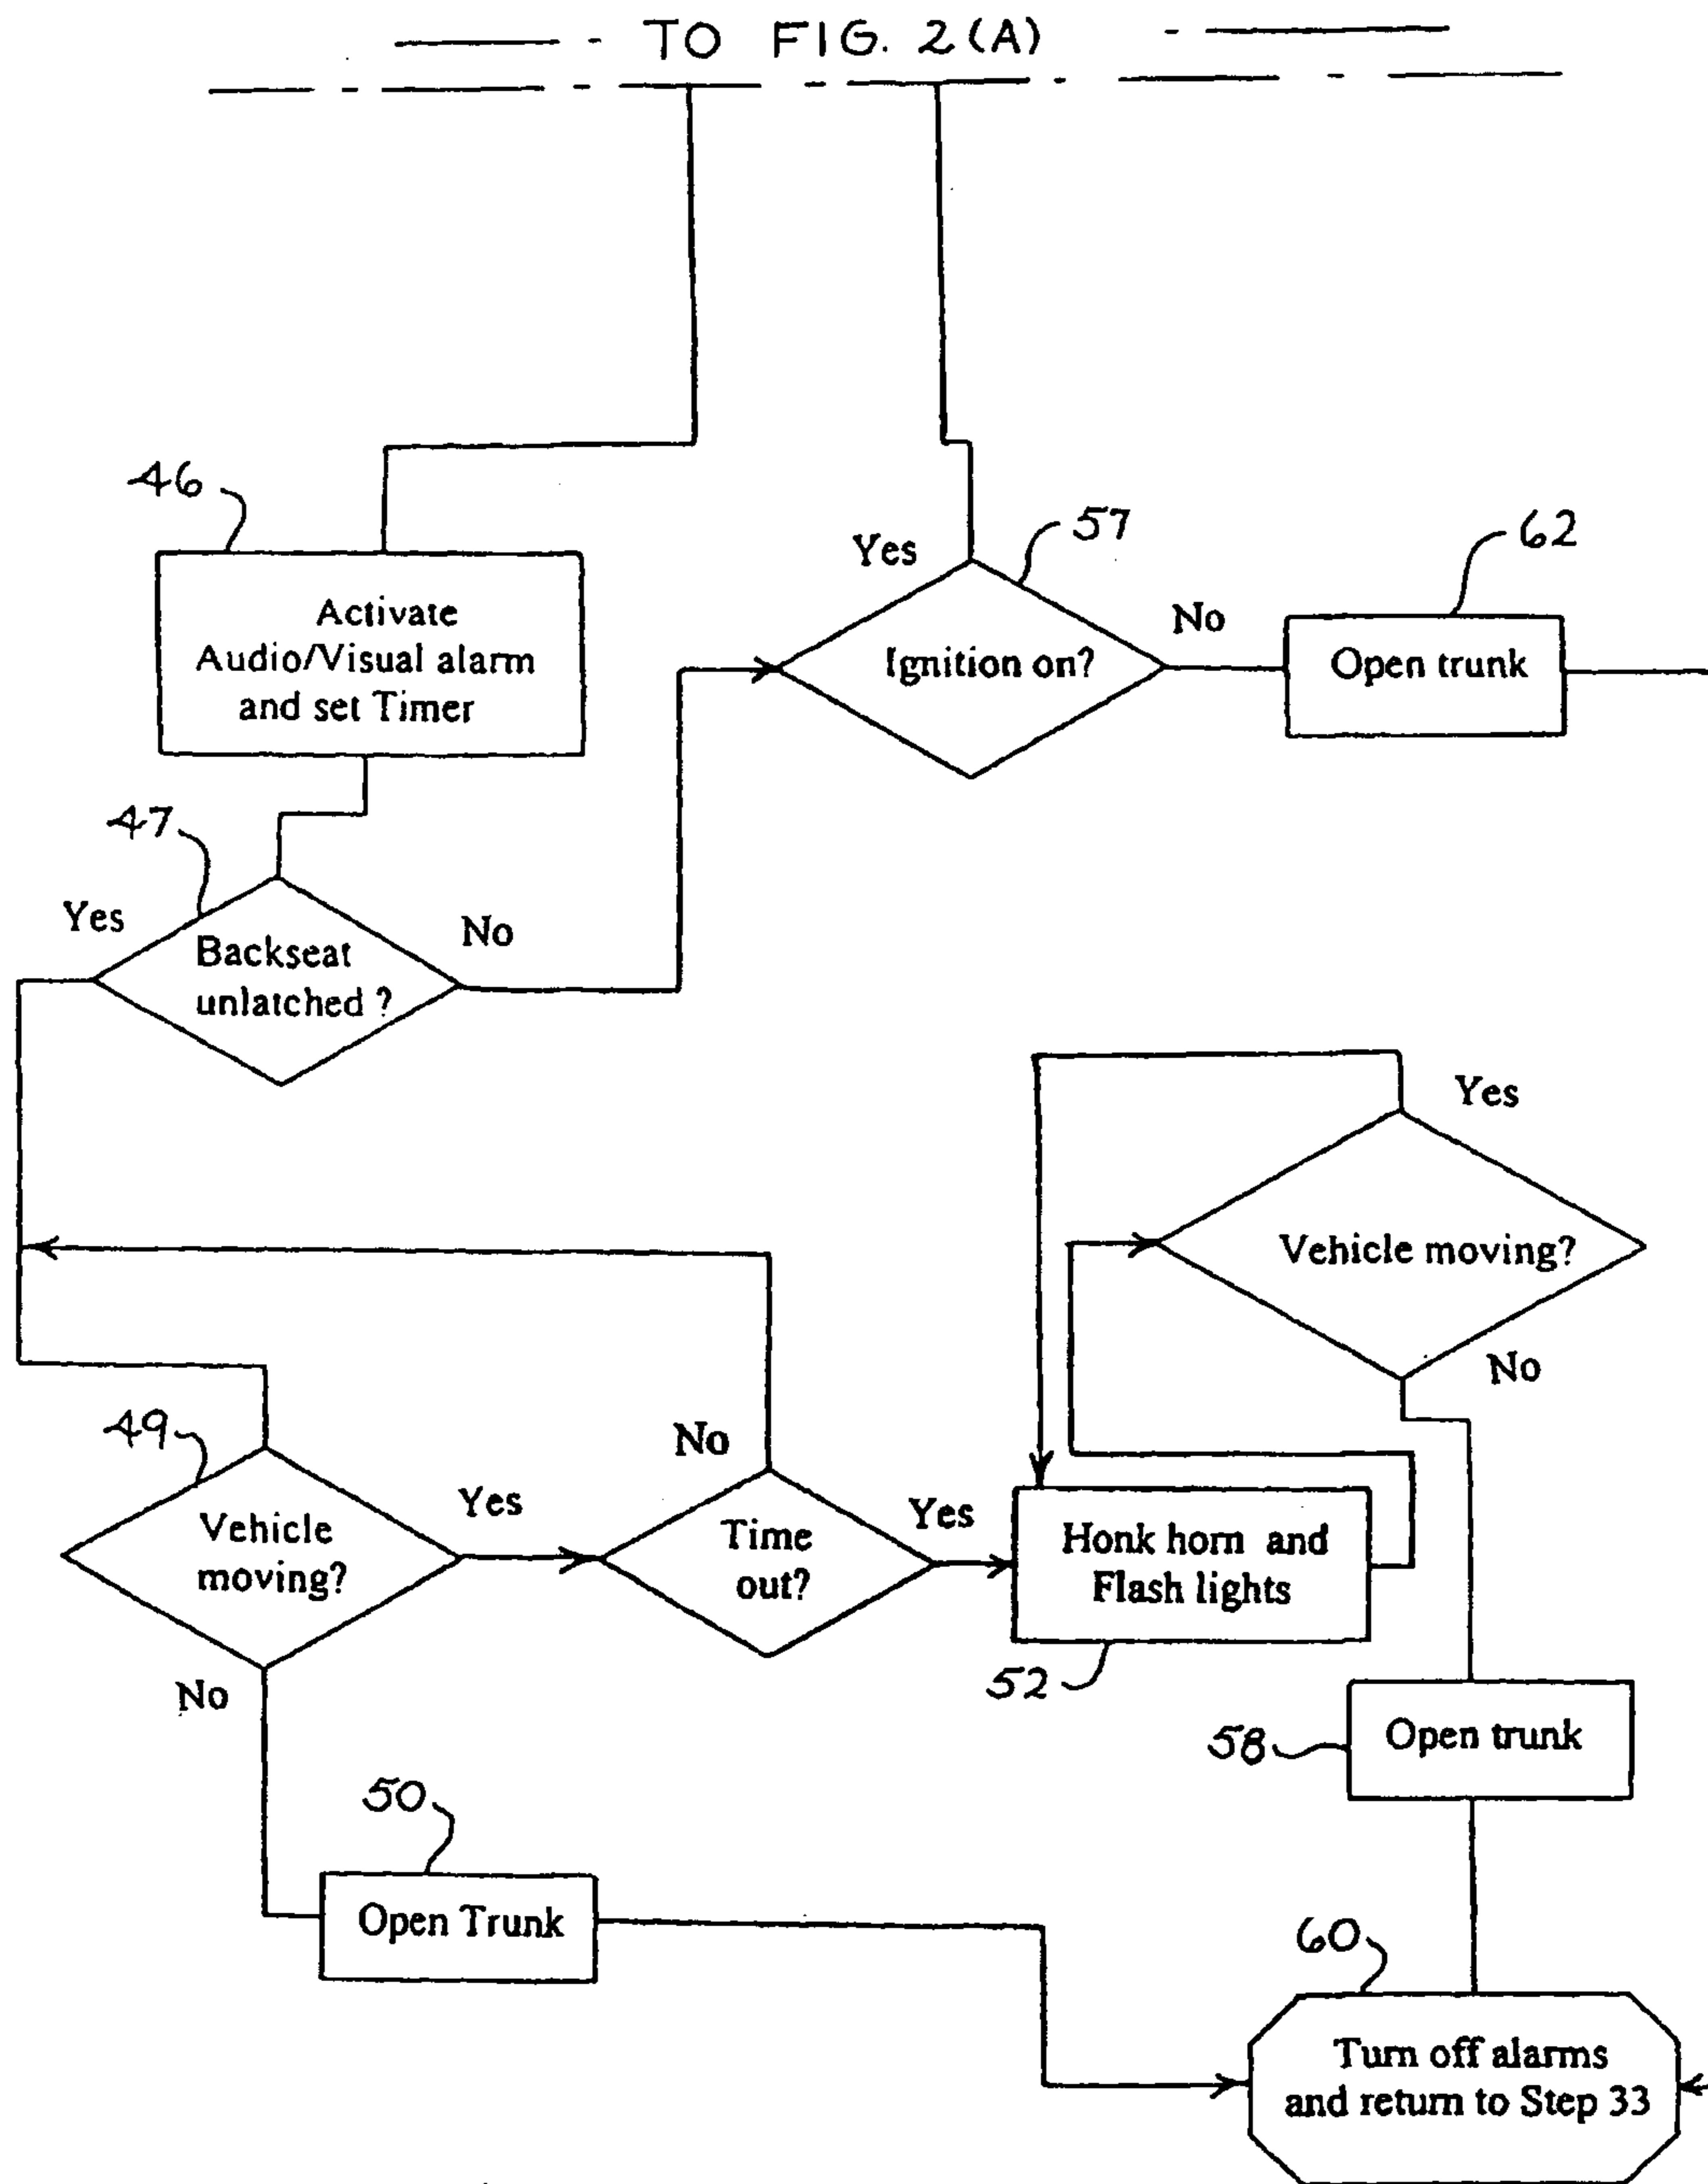 TO FIG. 2(A)
46
Activate
Audio/Visual alarm
and set Timer
Yes
57
Ignition on?
No
62
Open trunk
47
Yes
Backseat
unlatched ?
No
Yes
Vehicle moving?
No
49
Vehicle
moving?
Yes
No
No
Time
out?
Yes
Honk horn and
Flash lights
52
58
Open trunk
50
Open Trunk
60
Turn off alarms
and return to Step 33